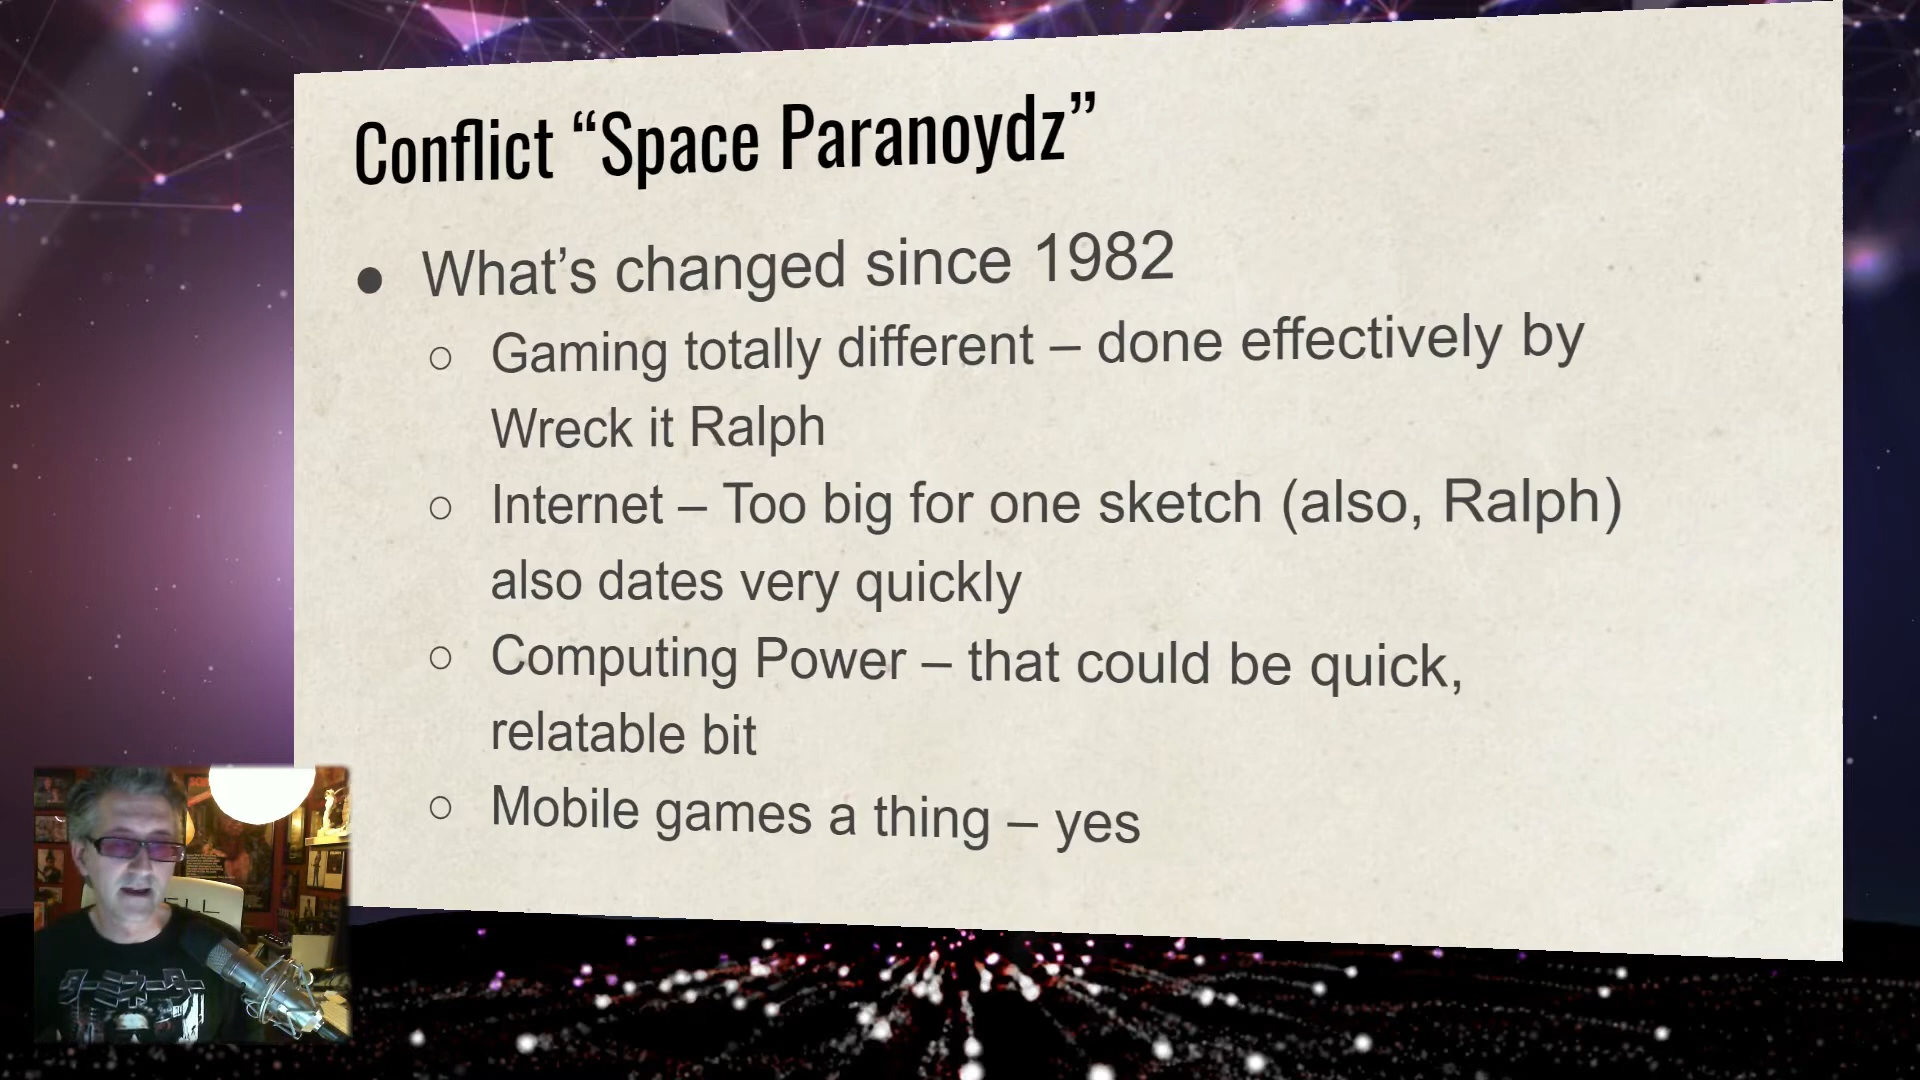 Conflict “Space Paranoydz”
● What’s changed since 1982
○ Gaming totally different – done effectively by
Wreck it Ralph
○ Internet – Too big for one sketch (also, Ralph)
also dates very quickly
○ Computing Power – that could be quick,
relatable bit
○ Mobile games a thing – yes
ELL